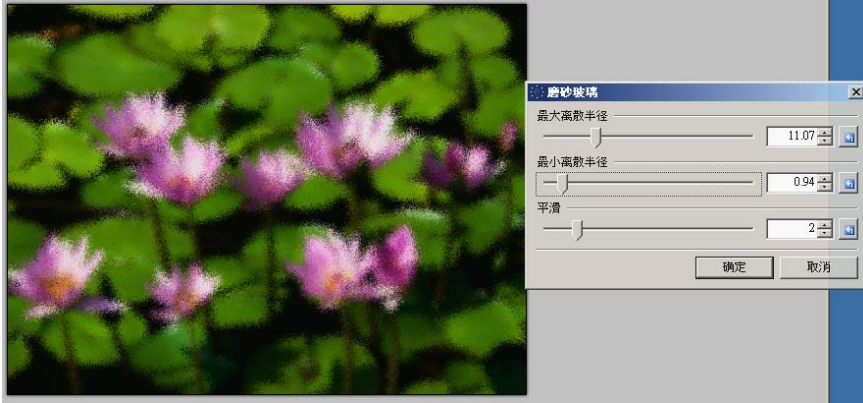 磨砂玻璃
最大离散半径
11.07
最小离散半径
0.94
平滑
2
确定 取消